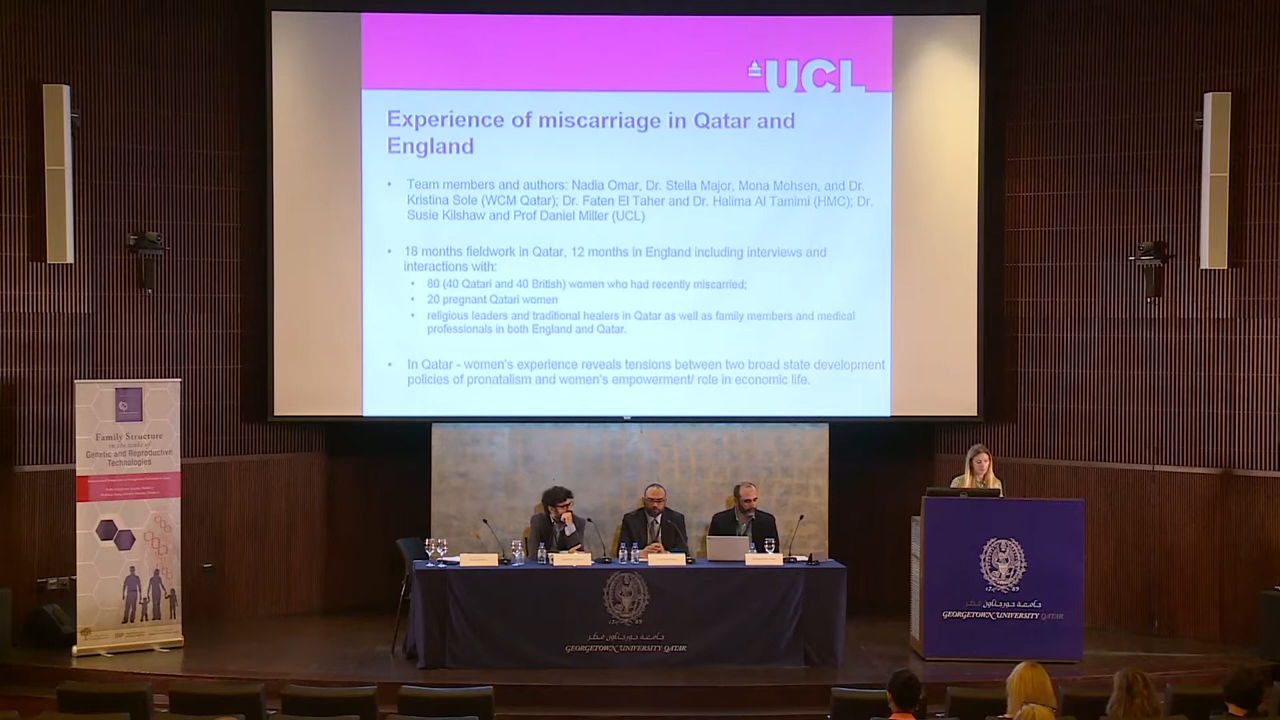 UCL
Experience of miscarriage in Qatar and
England
• Team members and authors: Nadia Omar, Dr. Stella Major, Mona Mohsen, and Dr.
Kristina Sole (WCM Qatar); Dr. Faten El Taher and Dr. Halima Al Tamimi (HMC); Dr.
Susie Kilshaw and Prof Daniel Miller (UCL)
• 18 months fieldwork in Qatar, 12 months in England including interviews and
interactions with:
• 80 (40 Qatari and 40 British) women who had recently miscarried;
• 20 pregnant Qatari women
• religious leaders and traditional healers in Qatar as well as family members and medical
professionals in both England and Qatar.
• In Qatar - women's experience reveals tensions between two broad state development
policies of pronatalism and women's empowerment/ role in economic life.
Family Structure
in the wake of
Genetic and Reproductive
Technologies
جامعة جورجتاون قطر
GEORGETOWN UNIVERSITY QATAR
جامعة جورجتاون قطر
GEORGETOWN UNIVERSITY QATAR